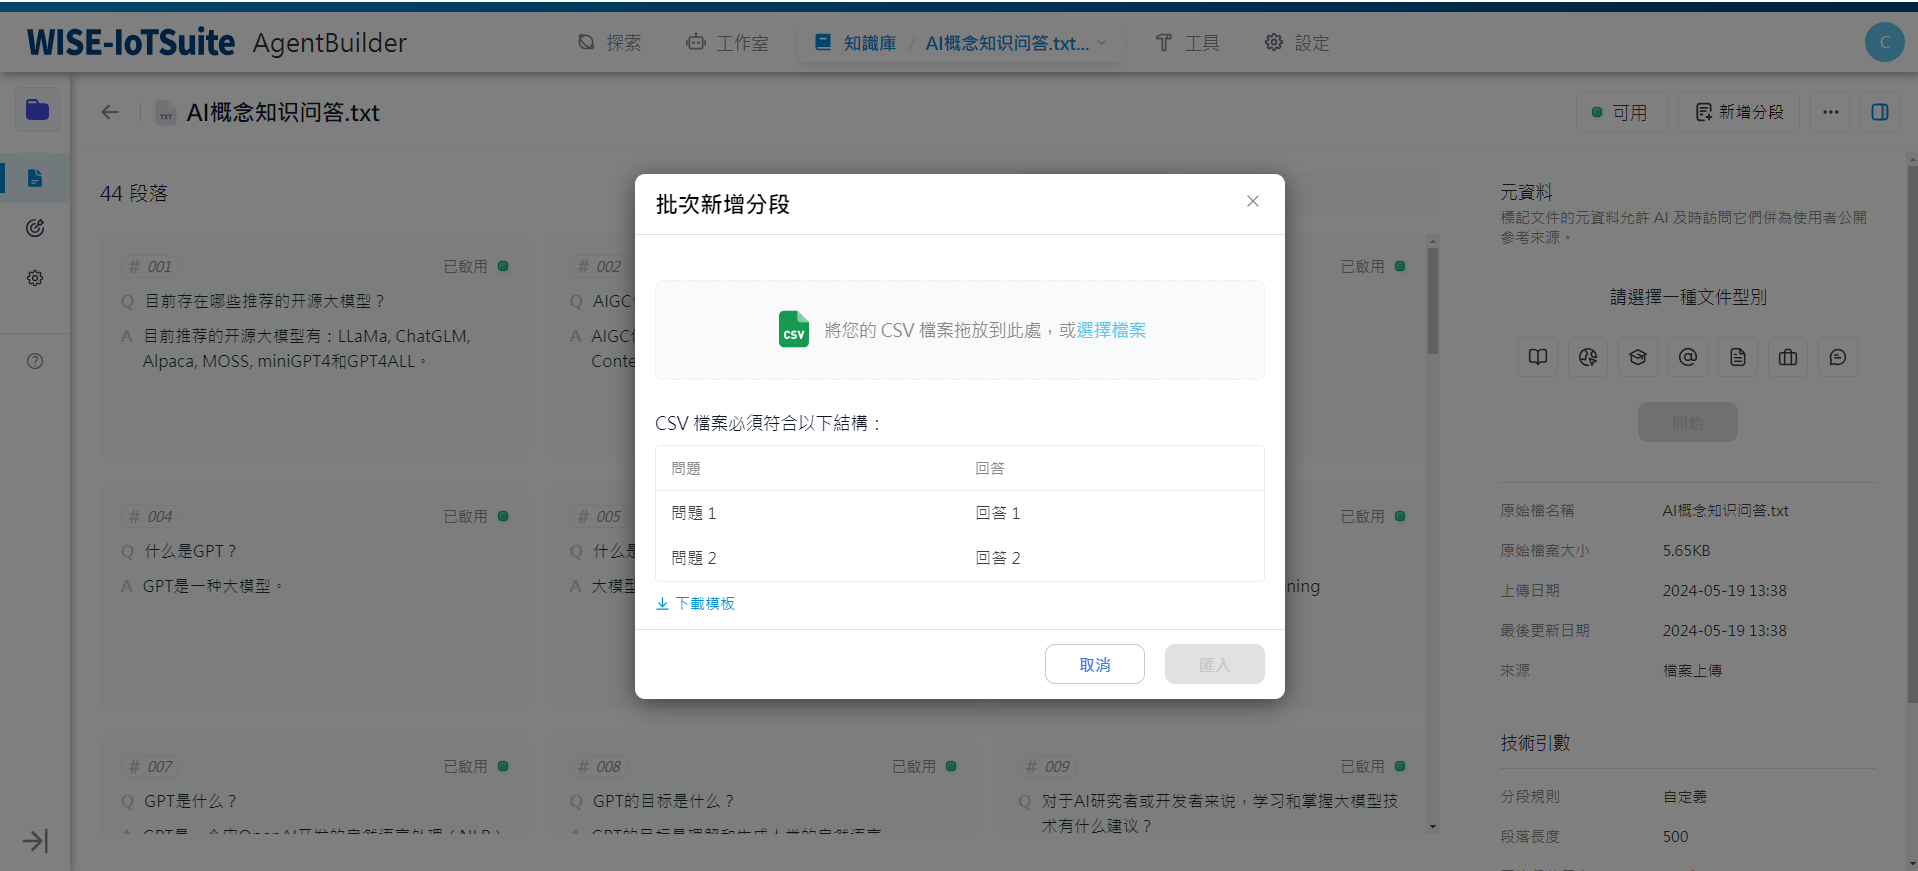 WISE-IoTSuite AgentBuilder
探索
工作室
知識庫 / AI概念知识问答.txt...
工具
設定
C
TXT
AI概念知识问答.txt
可用
新增分段
44 段落
# 001
已啟用
Q 目前存在哪些推荐的开源大模型？
A 目前推荐的开源大模型有：LLaMa, ChatGLM,
Alpaca, MOSS, miniGPT4和GPT4ALL。
# 002
Q AIGC
A AIGC
Conte
已啟用
# 004
已啟用
Q 什么是GPT？
A GPT是一种大模型。
# 005
Q 什么是
A 大模型
已啟用
ning
# 007
已啟用
Q GPT是什么？
# 008
已啟用
Q GPT的目标是什么？
# 009
已啟用
Q 对于AI研究者或开发者来说，学习和掌握大模型技
术有什么建议？
批次新增分段
CSV
將您的 CSV 檔案拖放到此處，或選擇檔案
CSV 檔案必須符合以下結構：
問題 回答
問題 1 回答 1
問題 2 回答 2
下載模板
取消
匯入
元資料
標記文件的元資料允許 AI 及時訪問它們併為使用者公開
參考來源。
請選擇一種文件型別
開始
原始檔名稱 AI概念知识问答.txt
原始檔案大小 5.65KB
上傳日期 2024-05-19 13:38
最後更新日期 2024-05-19 13:38
來源 檔案上傳
技術引數
分段規則 自定義
段落長度 500